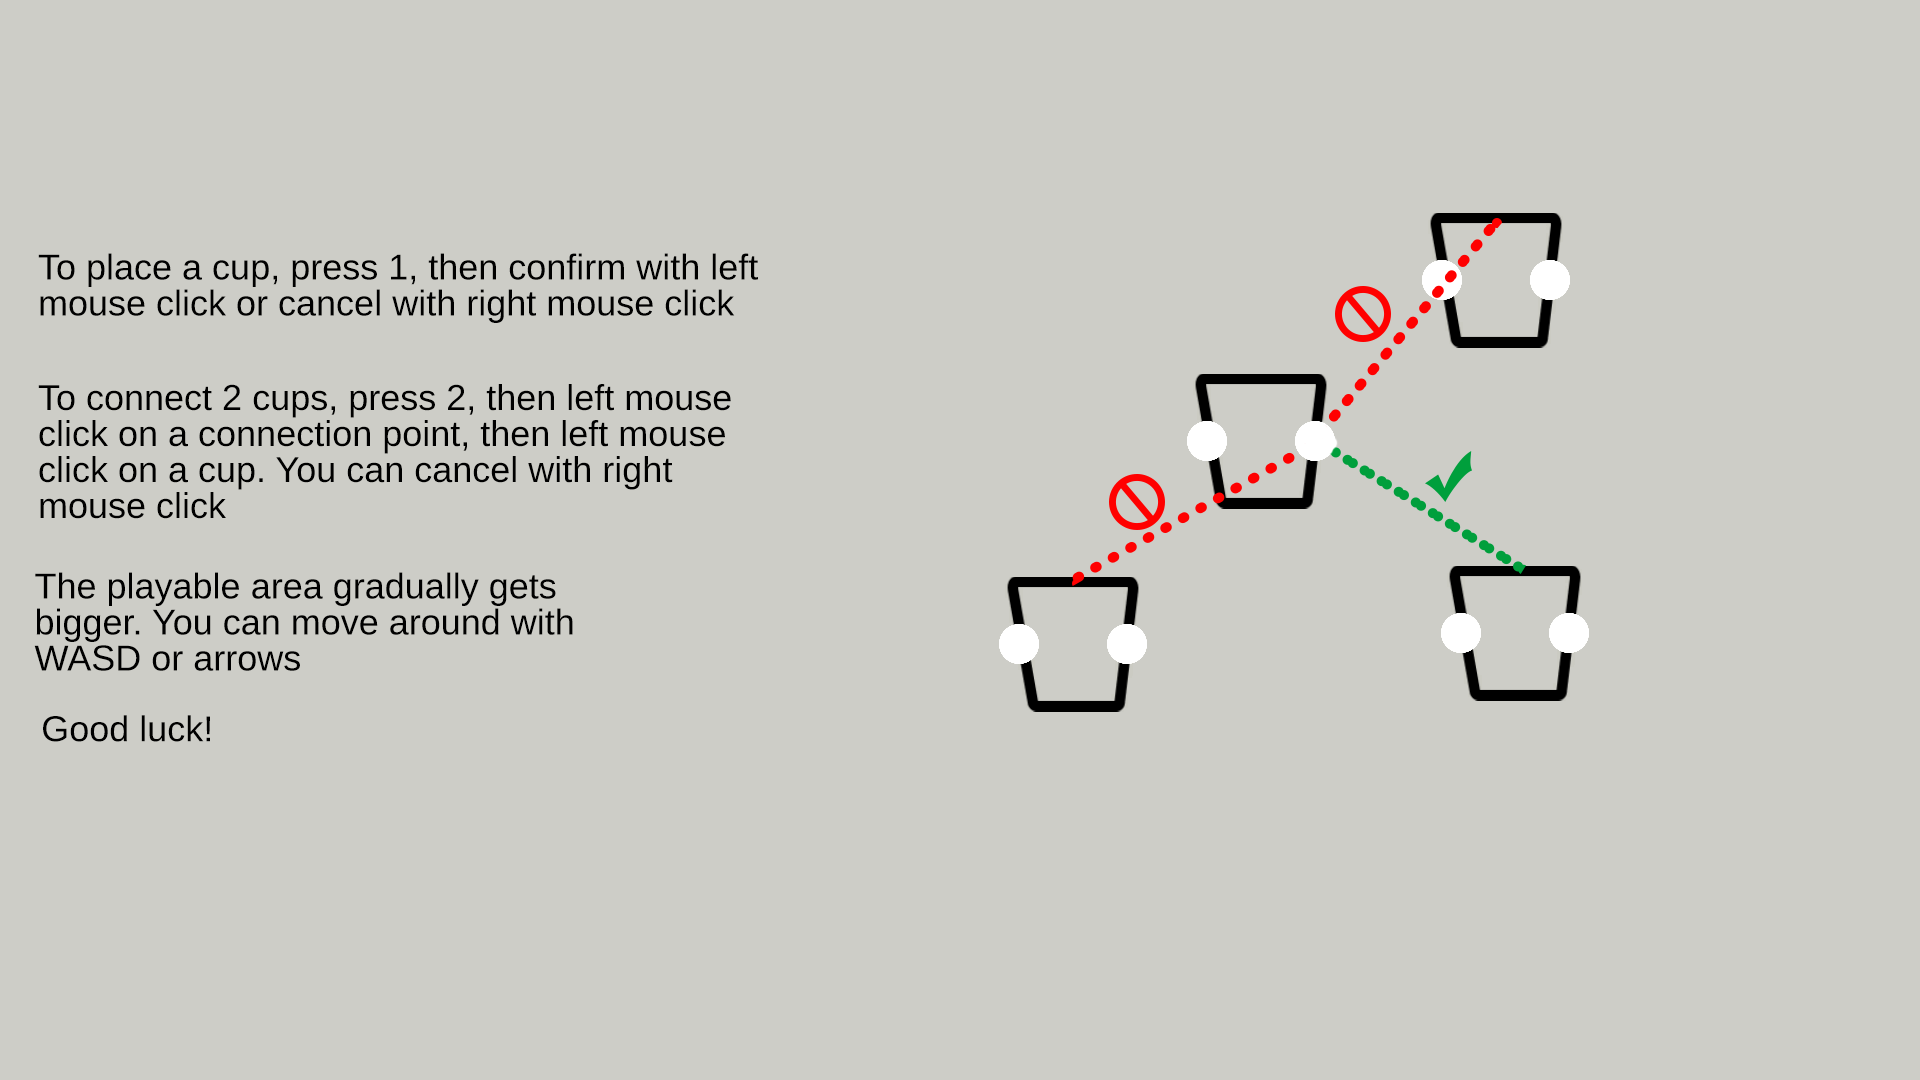 To place a cup, press 1, then confirm with left
mouse click or cancel with right mouse click
To connect 2 cups, press 2, then left mouse
click on a connection point, then left mouse
click on a cup. You can cancel with right
mouse click
The playable area gradually gets
bigger. You can move around with
WASD or arrows
Good luck!